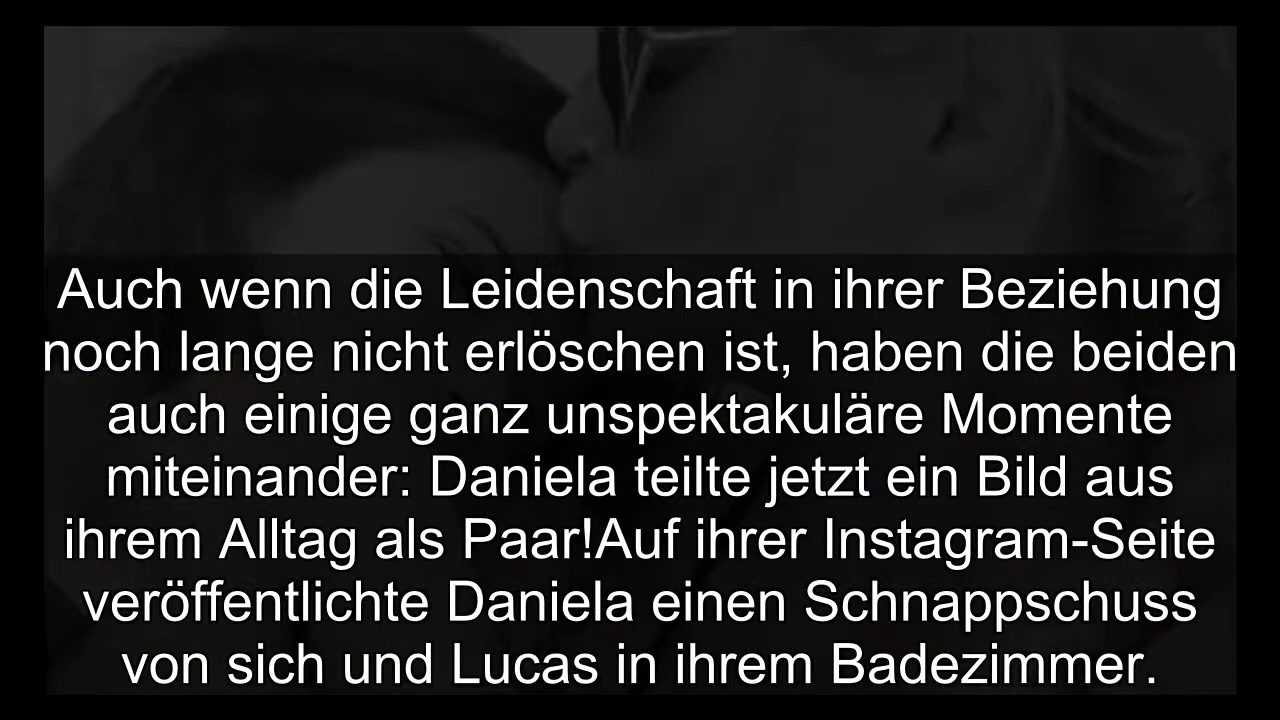 Auch wenn die Leidenschaft in ihrer Beziehung
noch lange nicht erlöschen ist, haben die beiden
auch einige ganz unspektakuläre Momente
miteinander: Daniela teilte jetzt ein Bild aus
ihrem Alltag als Paar!Auf ihrer Instagram-Seite
veröffentlichte Daniela einen Schnappschuss
von sich und Lucas in ihrem Badezimmer.